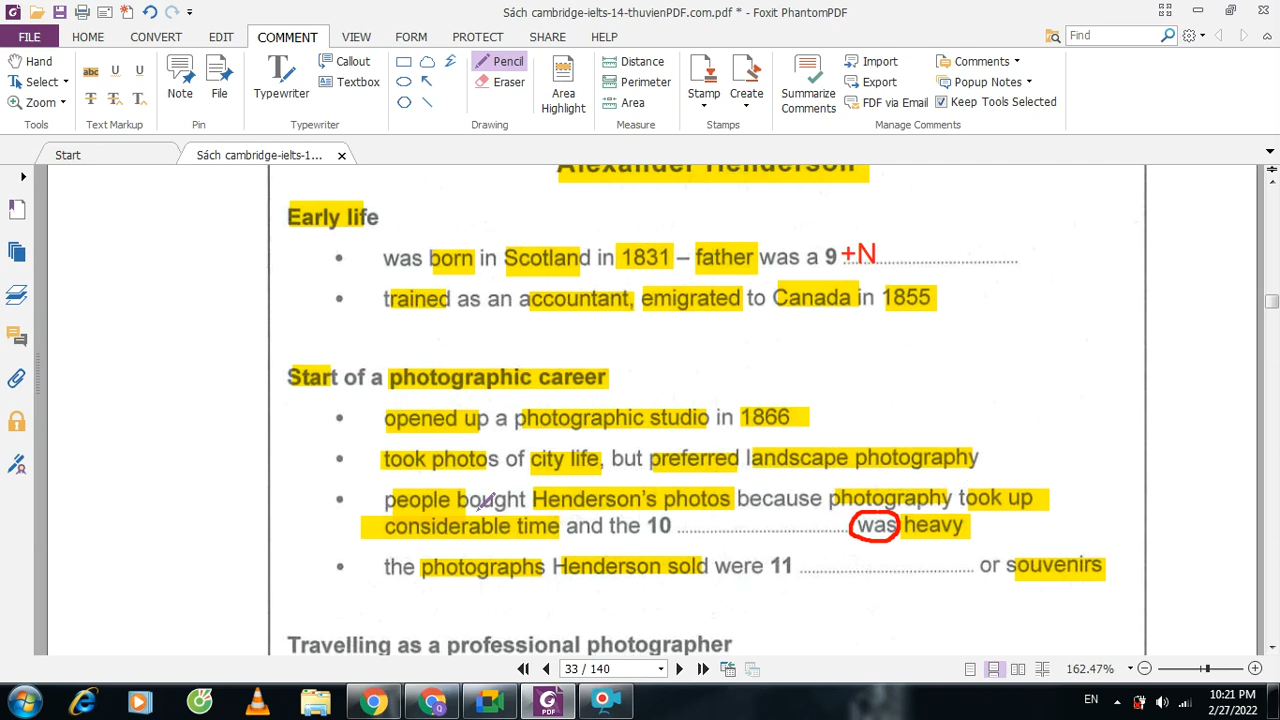 Sách cambridge-ielts-14-thuvienPDF.com.pdf * - Foxit PhantomPDF
FILE HOME CONVERT EDIT COMMENT VIEW FORM PROTECT SHARE HELP Find
Hand
Select
Zoom
Tools
abc U U
T T T
Text Markup
Note File
Pin
Typewriter
Callout
Textbox
Typewriter
Pencil
Eraser
Area Highlight
Drawing
Distance
Perimeter
Area
Measure
Stamp Create
Stamps
Summarize Comments
Import
Export
FDF via Email
Comments
Popup Notes
Keep Tools Selected
Manage Comments
Start Sách cambridge-ielts-1...
Alexander Henderson
Early life
• was born in Scotland in 1831 – father was a 9 +N ..............................
• trained as an accountant, emigrated to Canada in 1855
Start of a photographic career
• opened up a photographic studio in 1866
• took photos of city life, but preferred landscape photography
• people bought Henderson's photos because photography took up
considerable time and the 10 .............................. was heavy
• the photographs Henderson sold were 11 .............................. or souvenirs
Travelling as a professional photographer
33 / 140 162.47%
PDF EN 10:21 PM
2/27/2022